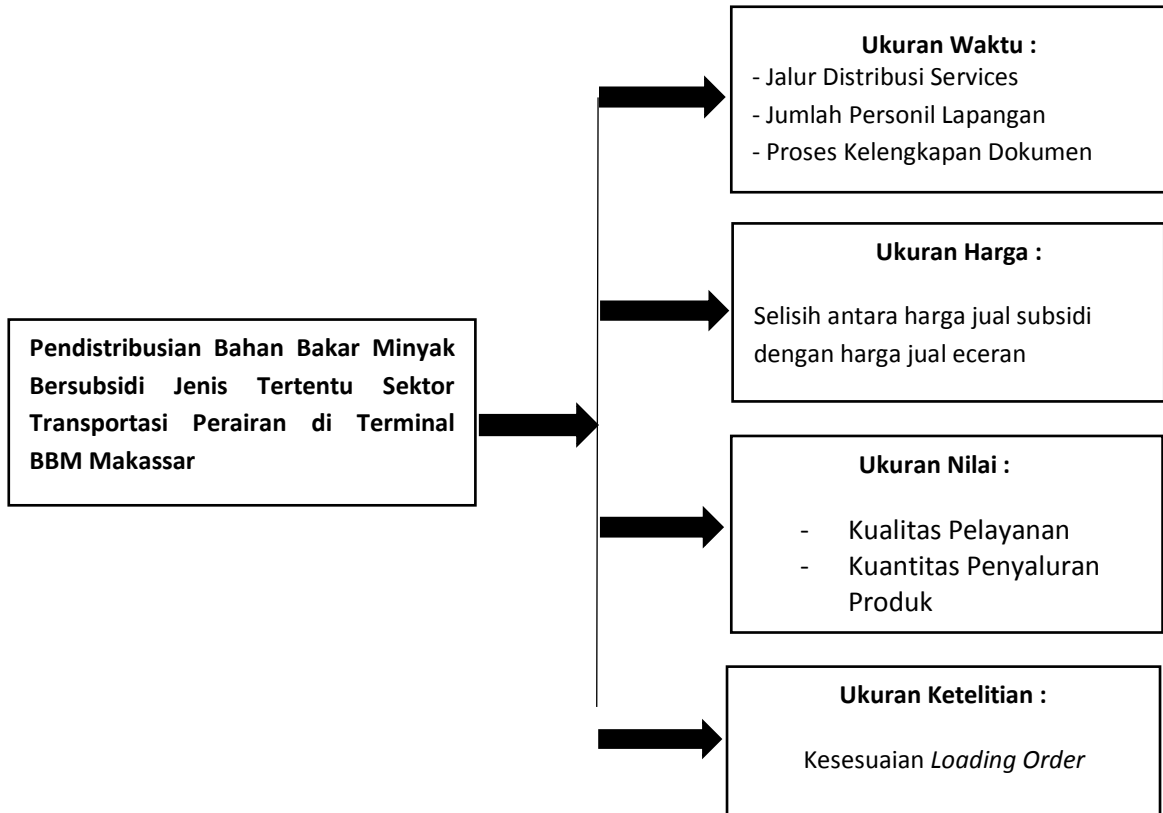 Ukuran Waktu :
- Jalur Distribusi Services
- Jumlah Personil Lapangan
- Proses Kelengkapan Dokumen
Ukuran Harga :
Selisih antara harga jual subsidi
dengan harga jual eceran
Pendistribusian Bahan Bakar Minyak
Bersubsidi Jenis Tertentu Sektor
Transportasi Perairan di Terminal
BBM Makassar
Ukuran Nilai :
- Kualitas Pelayanan
- Kuantitas Penyaluran
Produk
Ukuran Ketelitian :
Kesesuaian Loading Order